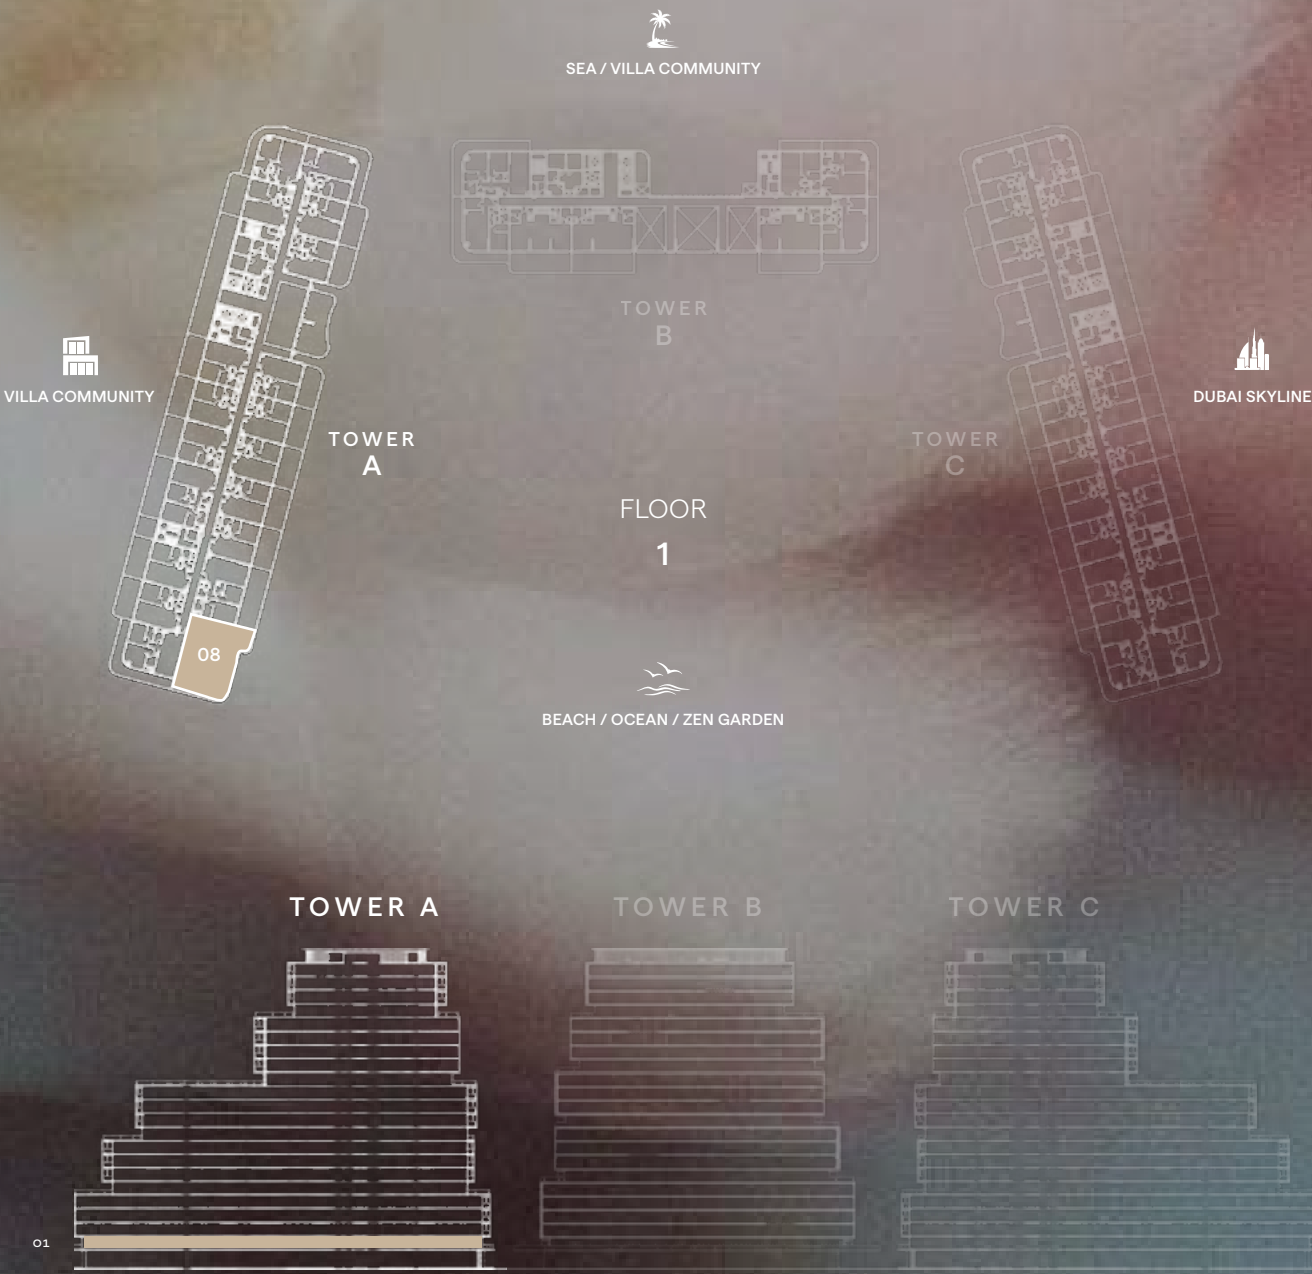 SEA / VILLA COMMUNITY
TOWER
B
VILLA COMMUNITY
DUBAI SKYLINE
TOWER
A
TOWER
C
FLOOR
1
08
BEACH / OCEAN / ZEN GARDEN
TOWER A
TOWER B
TOWER C
01